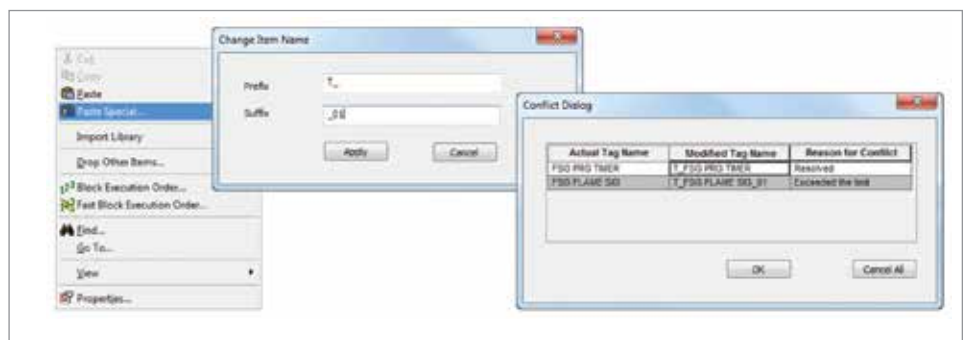 Cut
Copy
Paste
Paste Special...
Import Library
Drop Other Items...
Block Execution Order...
Fast Block Execution Order...
Find...
Go To...
View
Properties...
Change Item Name
Prefix T_
Suffix _01
Apply Cancel
Conflict Dialog
Actual Tag Name Modified Tag Name Reason for Conflict
FSG PRG TIMER T_FSG PRG TIMER Resolved
FSG FLAME SIG T_FSG FLAME SIG_01 Exceeded the limit
OK Cancel All